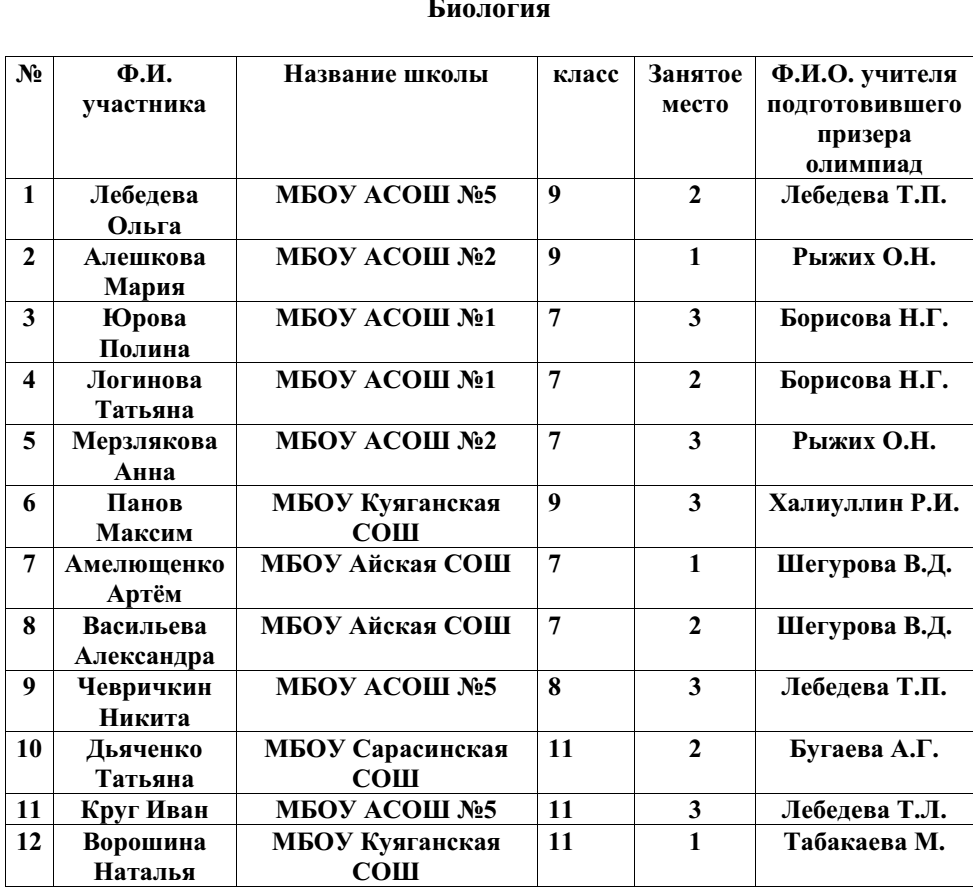 Биология
№ Ф.И. Название школы класс Занятое Ф.И.О. учителя
участника место подготовившего
призера
олимпиад
1 Лебедева МБОУ АСОШ №5 9 2 Лебедева Т.П.
Ольга
2 Алешкова МБОУ АСОШ №2 9 1 Рыжих О.Н.
Мария
3 Юрова МБОУ АСОШ №1 7 3 Борисова Н.Г.
Полина
4 Логинова МБОУ АСОШ №1 7 2 Борисова Н.Г.
Татьяна
5 Мерзлякова МБОУ АСОШ №2 7 3 Рыжих О.Н.
Анна
6 Панов МБОУ Куяганская 9 3 Халиуллин Р.И.
Максим СОШ
7 Амелющенко МБОУ Айская СОШ 7 1 Шегурова В.Д.
Артём
8 Васильева МБОУ Айская СОШ 7 2 Шегурова В.Д.
Александра
9 Чевричкин МБОУ АСОШ №5 8 3 Лебедева Т.П.
Никита
10 Дьяченко МБОУ Сарасинская 11 2 Бугаева А.Г.
Татьяна СОШ
11 Круг Иван МБОУ АСОШ №5 11 3 Лебедева Т.Л.
12 Ворошина МБОУ Куяганская 11 1 Табакаева М.
Наталья СОШ